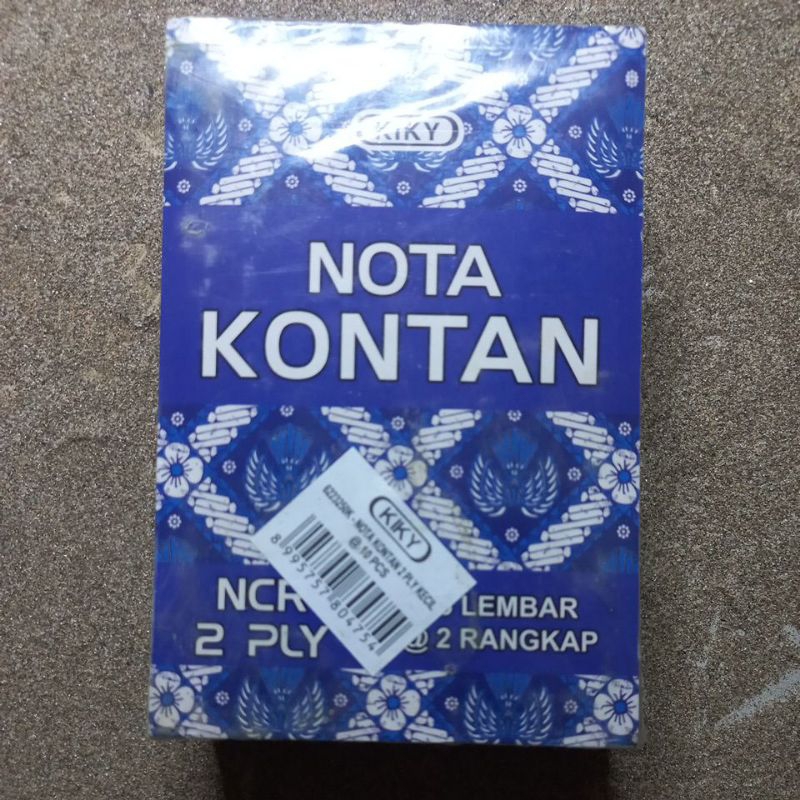 KIKY
NOTA
KONTAN
KIKY
NOTA KONTAN 2 PLY KECIL
@ 10 PCS
8995757804754
NCR
2 PLY
LEMBAR
@ 2 RANGKAP